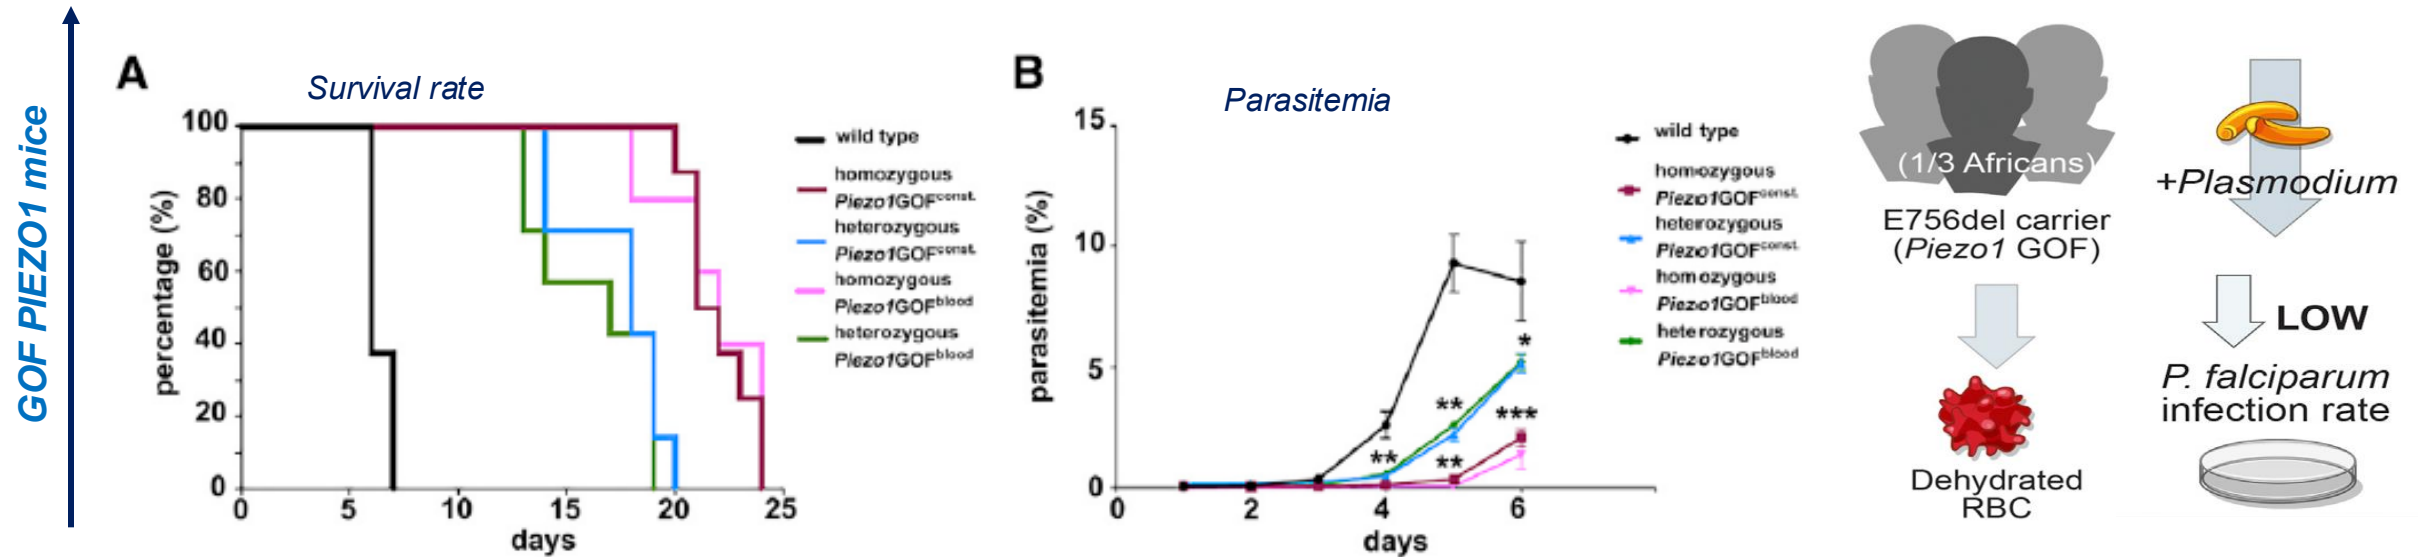 GOF PIEZO1 mice
A
Survival rate
percentage (%)
100
80
60
40
20
0
0 5 10 15 20 25
days
wild type
homozygous
Piezo1GOFconst.
heterozygous
Piezo1GOFconst.
homozygous
Piezo1GOFblood
heterozygous
Piezo1GOFblood
B
Parasitemia
parasitemia (%)
15
10
5
0
0 2 4 6
days
**
**
**
*
***
wild type
homozygous
Piezo1GOFconst.
heterozygous
Piezo1GOFconst.
homozygous
Piezo1GOFblood
heterozygous
Piezo1GOFblood
(1/3 Africans)
E756del carrier
(Piezo1 GOF)
Dehydrated
RBC
+Plasmodium
LOW
P. falciparum
infection rate